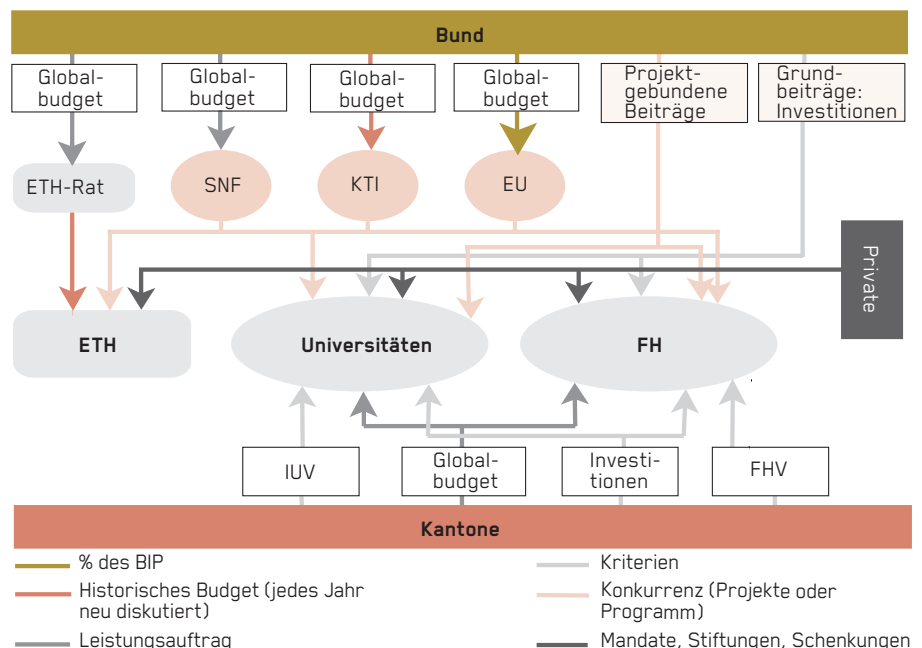 Bund
Global-
budget
Global-
budget
Global-
budget
Global-
budget
Projekt-
gebundene
Beiträge
Grund-
beiträge:
Investitionen
ETH-Rat
SNF
KTI
EU
Private
ETH
Universitäten
FH
IUV
Global-
budget
Investi-
tionen
FHV
Kantone
% des BIP
Historisches Budget (jedes Jahr
neu diskutiert)
Leistungsauftrag
Kriterien
Konkurrenz (Projekte oder
Programm)
Mandate, Stiftungen, Schenkungen